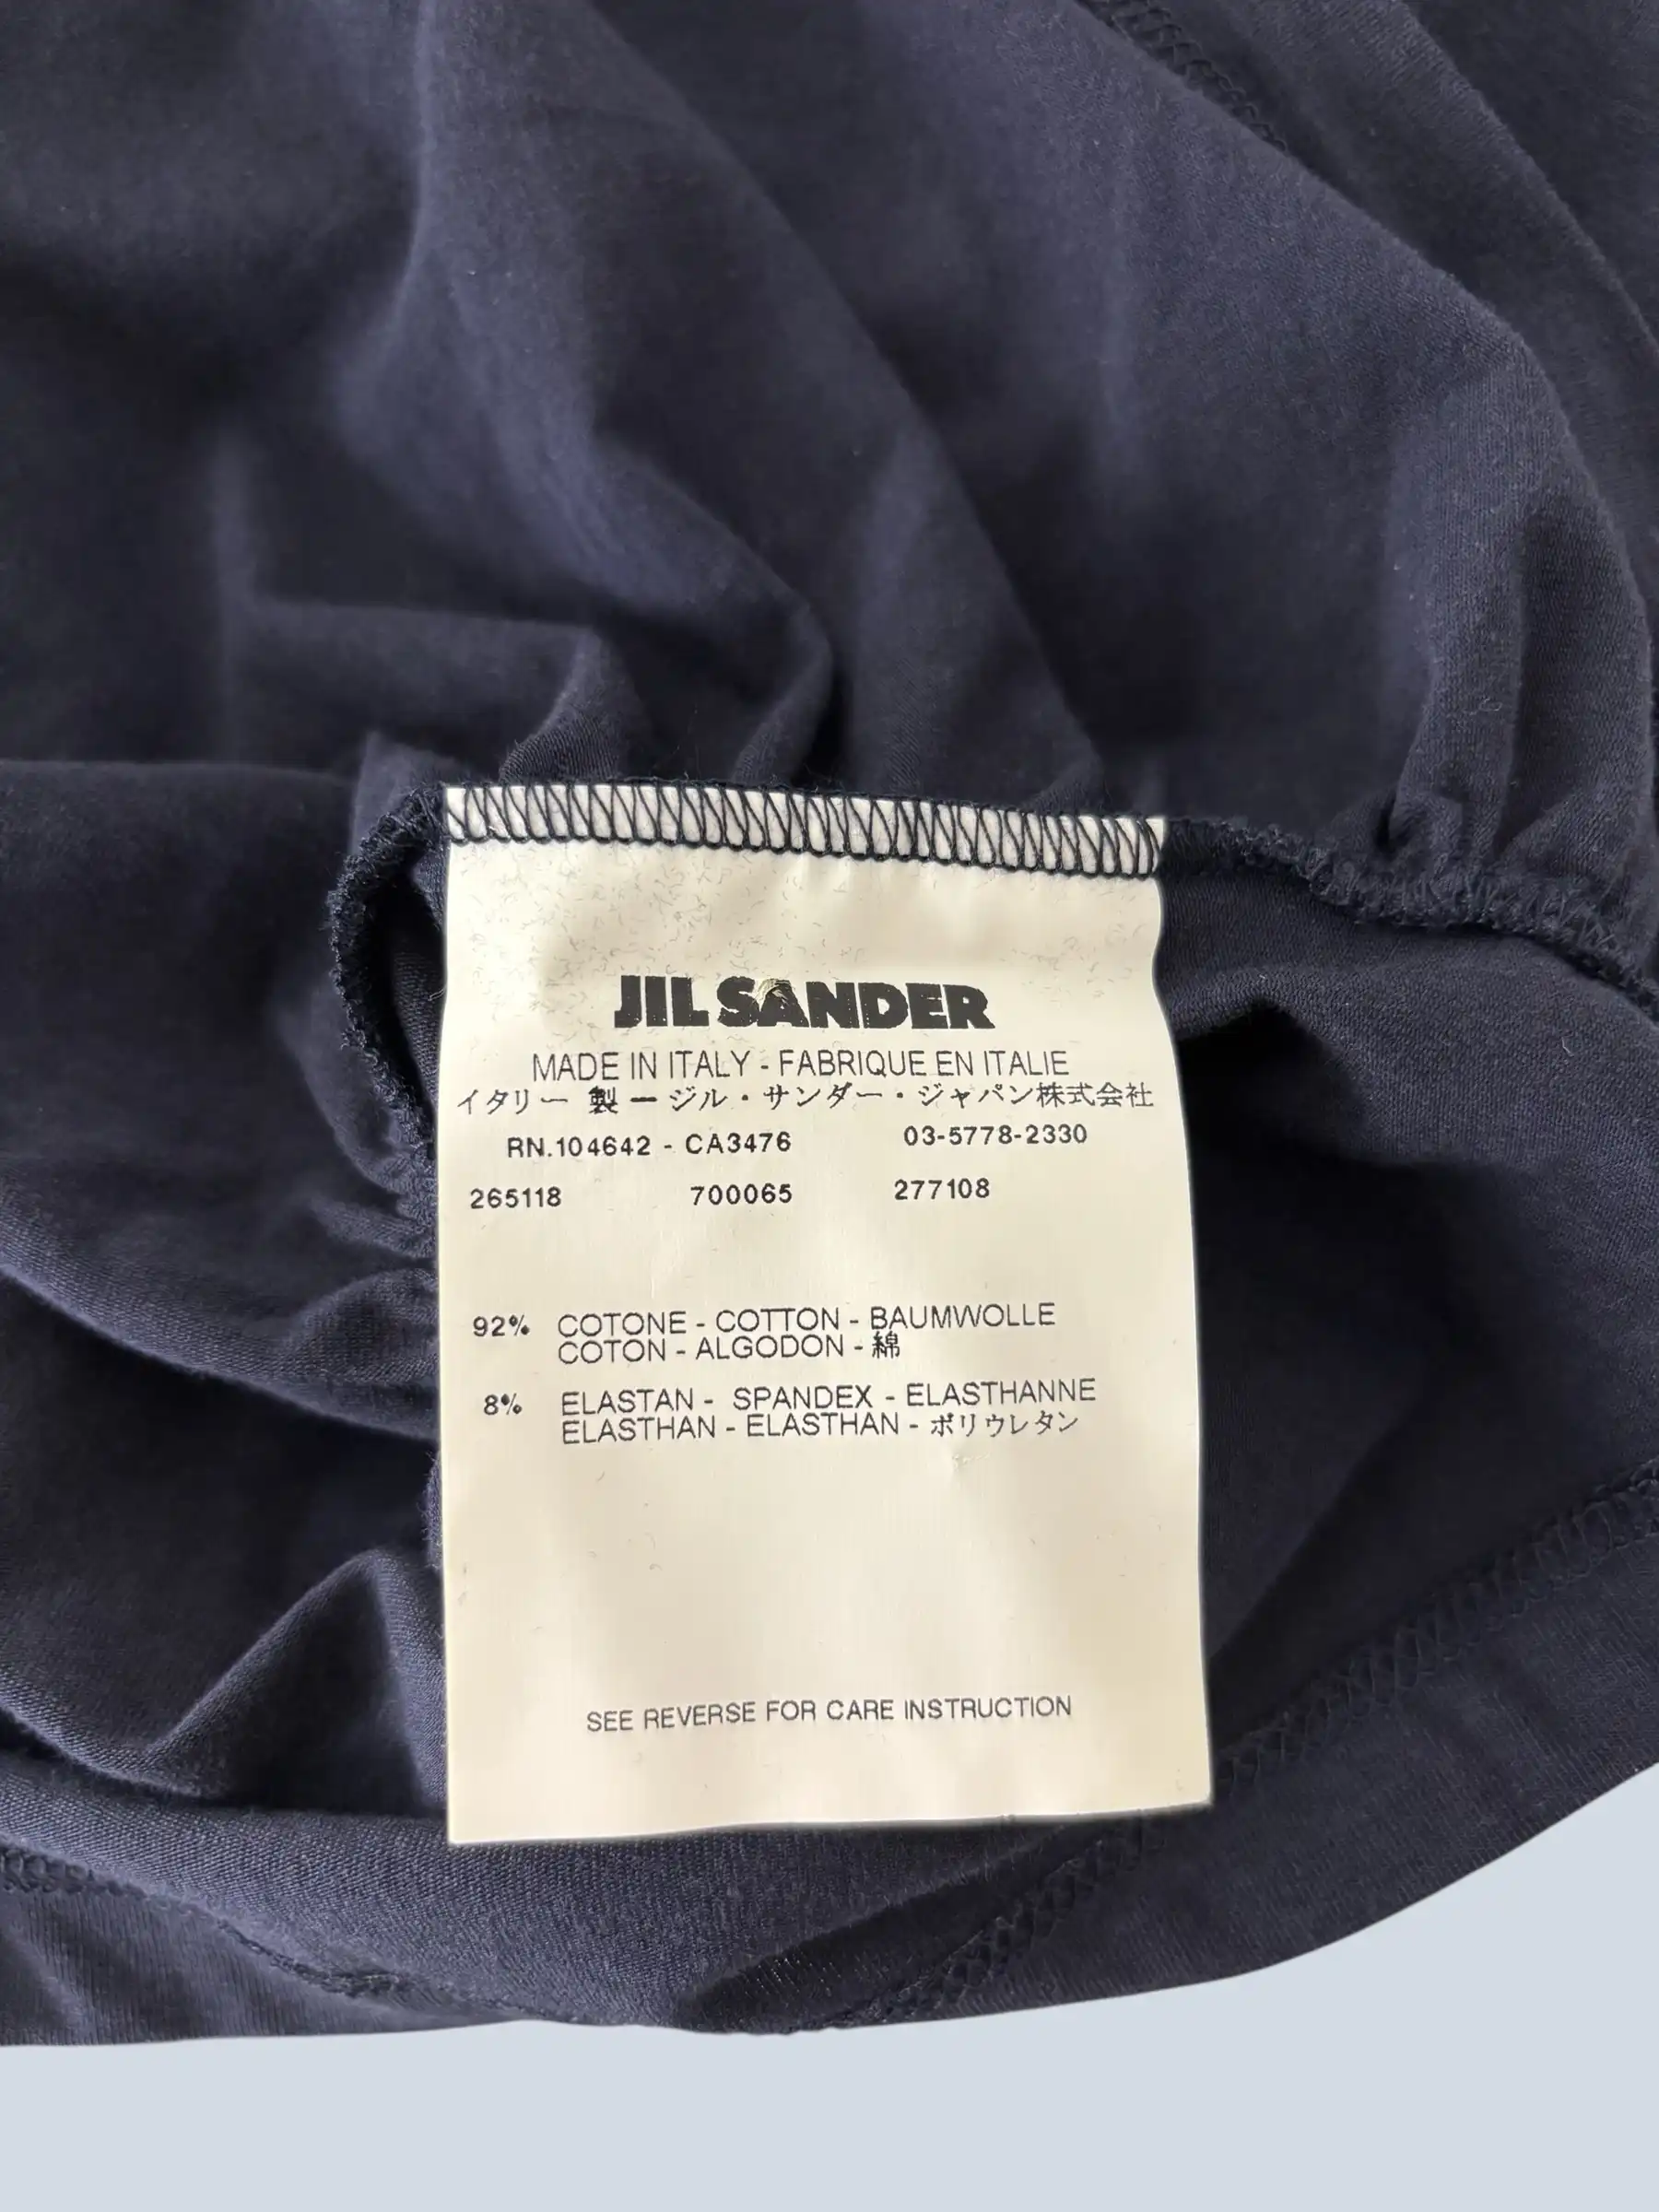 JIL SANDER
MADE IN ITALY - FABRIQUE EN ITALIE
イタリー 製 ー ジル・サンダー・ジャパン株式会社
RN.104642 - CA3476 03-5778-2330
265118 700065 277108
92% COTONE - COTTON - BAUMWOLLE
COTON - ALGODON - 綿
8% ELASTAN - SPANDEX - ELASTHANNE
ELASTHAN - ELASTHAN - ポリウレタン
SEE REVERSE FOR CARE INSTRUCTION